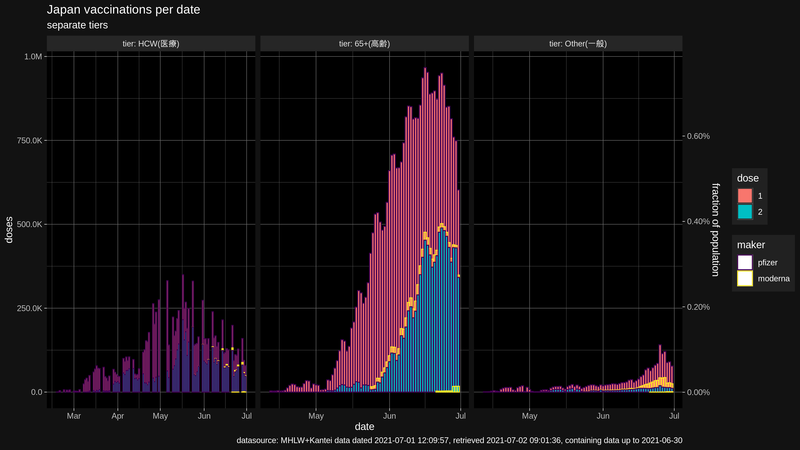 Japan vaccinations per date
separate tiers
tier: HCW(医療)
tier: 65+(高齢)
tier: Other(一般)
1.0M
750.0K
500.0K
250.0K
0.0
doses
0.60%
0.40%
0.20%
0.00%
fraction of population
dose
1
2
maker
pfizer
moderna
Mar
Apr
May
Jun
Jul
May
Jun
Jul
May
Jun
Jul
date
datasource: MHLW+Kantei data dated 2021-07-01 12:09:57, retrieved 2021-07-02 09:01:36, containing data up to 2021-06-30